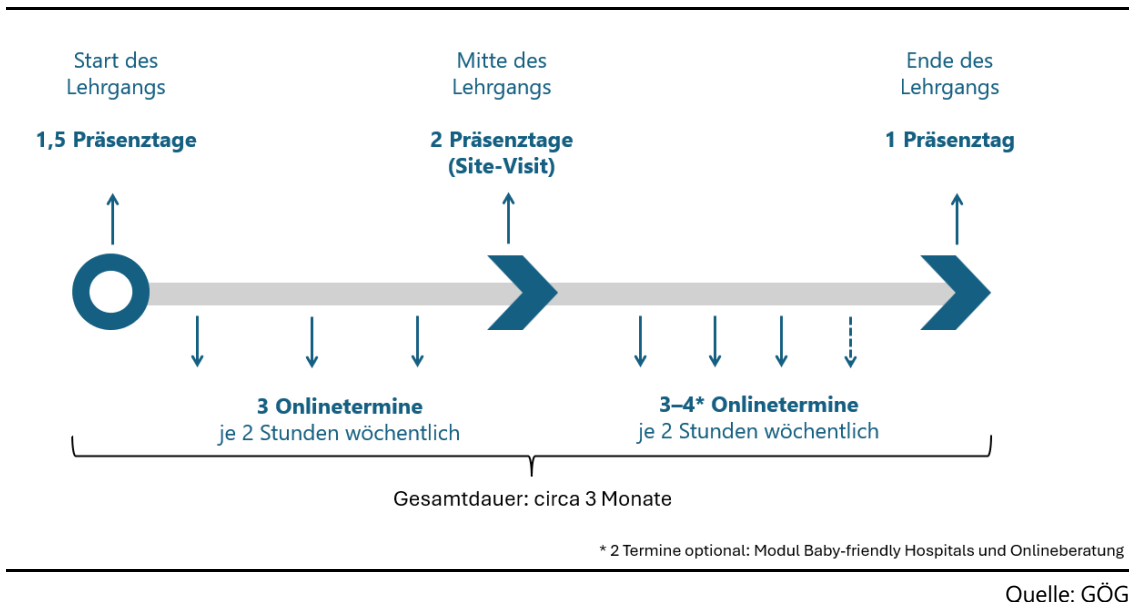 Start des
Lehrgangs
1,5 Präsenztage
Mitte des
Lehrgangs
2 Präsenztage
(Site-Visit)
Ende des
Lehrgangs
1 Präsenztag
3 Onlinetermine
je 2 Stunden wöchentlich
3–4* Onlinetermine
je 2 Stunden wöchentlich
Gesamtdauer: circa 3 Monate
* 2 Termine optional: Modul Baby-friendly Hospitals und Onlineberatung
Quelle: GÖG